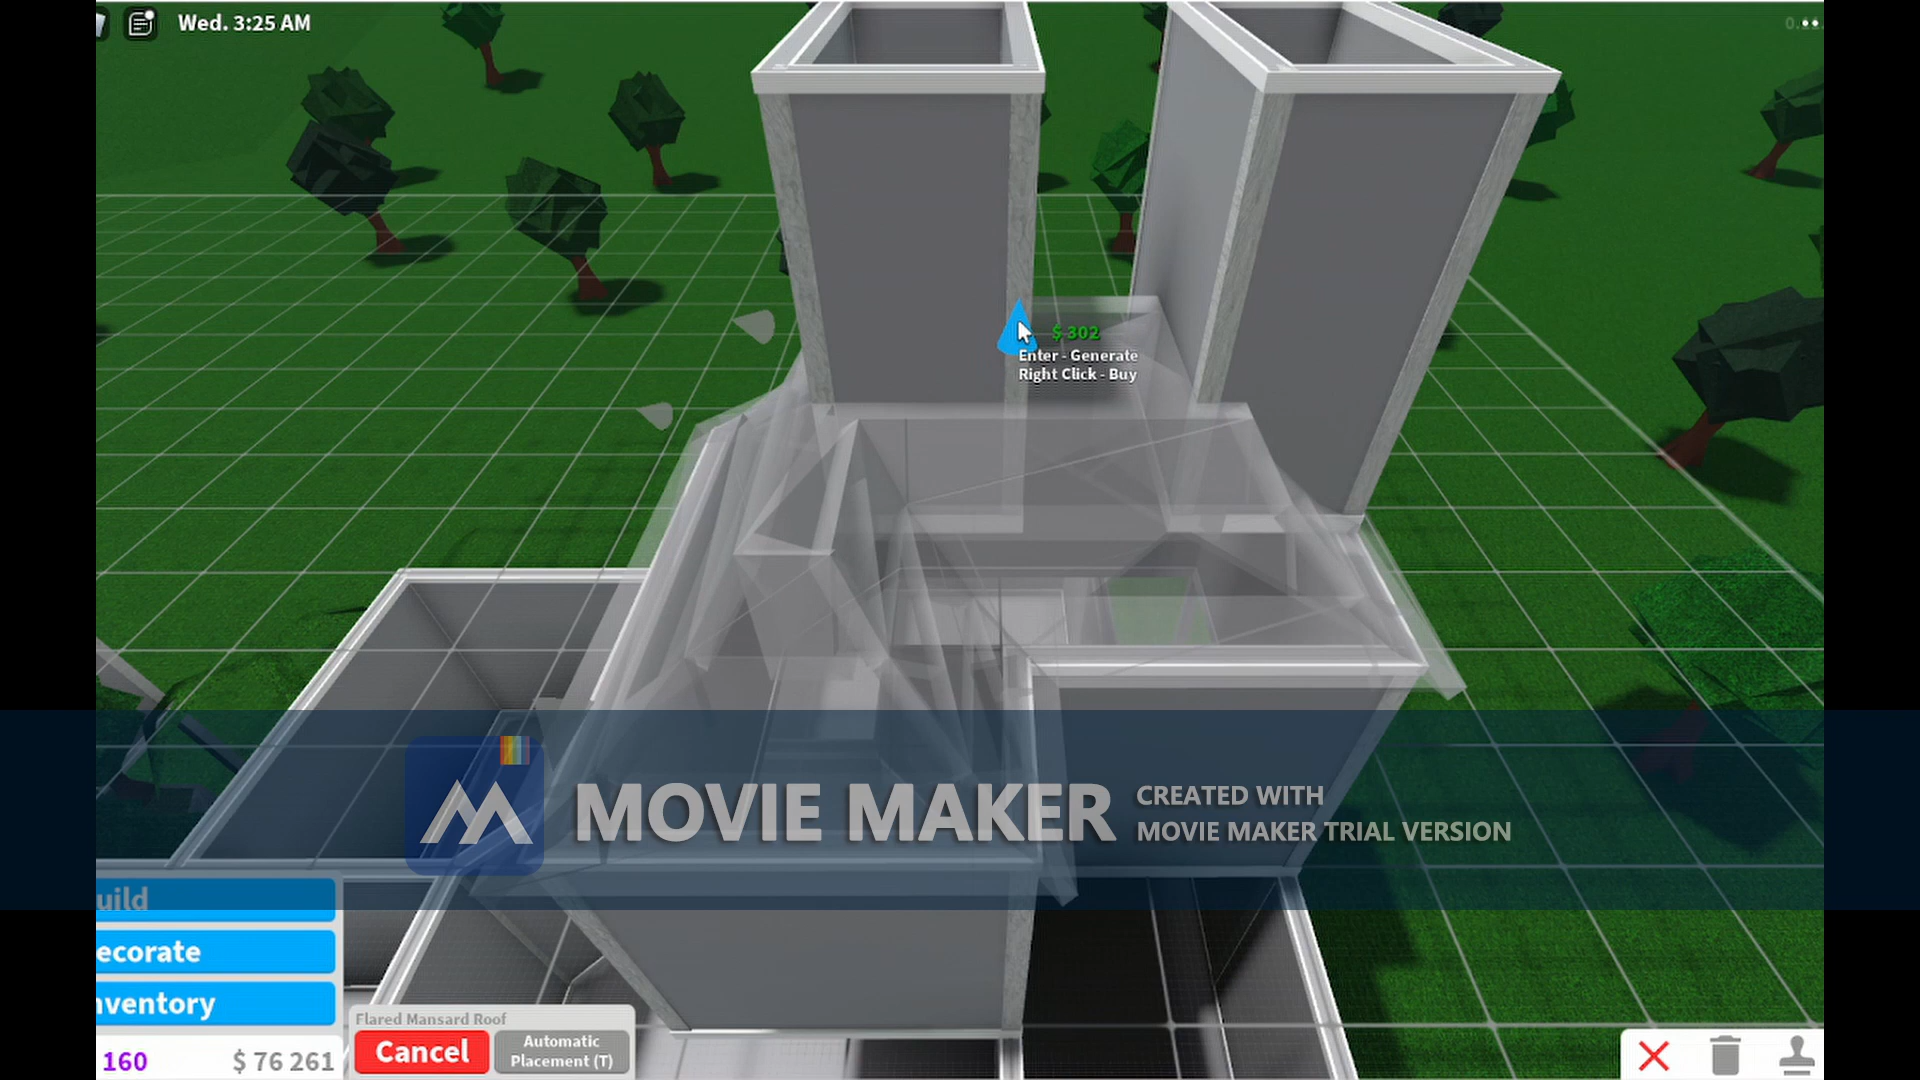 Wed. 3:25 AM
$ 302
Enter - Generate
Right Click - Buy
MOVIE MAKER
CREATED WITH
MOVIE MAKER TRIAL VERSION
uild
ecorate
nventory
160
$ 76 261
Flared Mansard Roof
Cancel
Automatic
Placement (T)